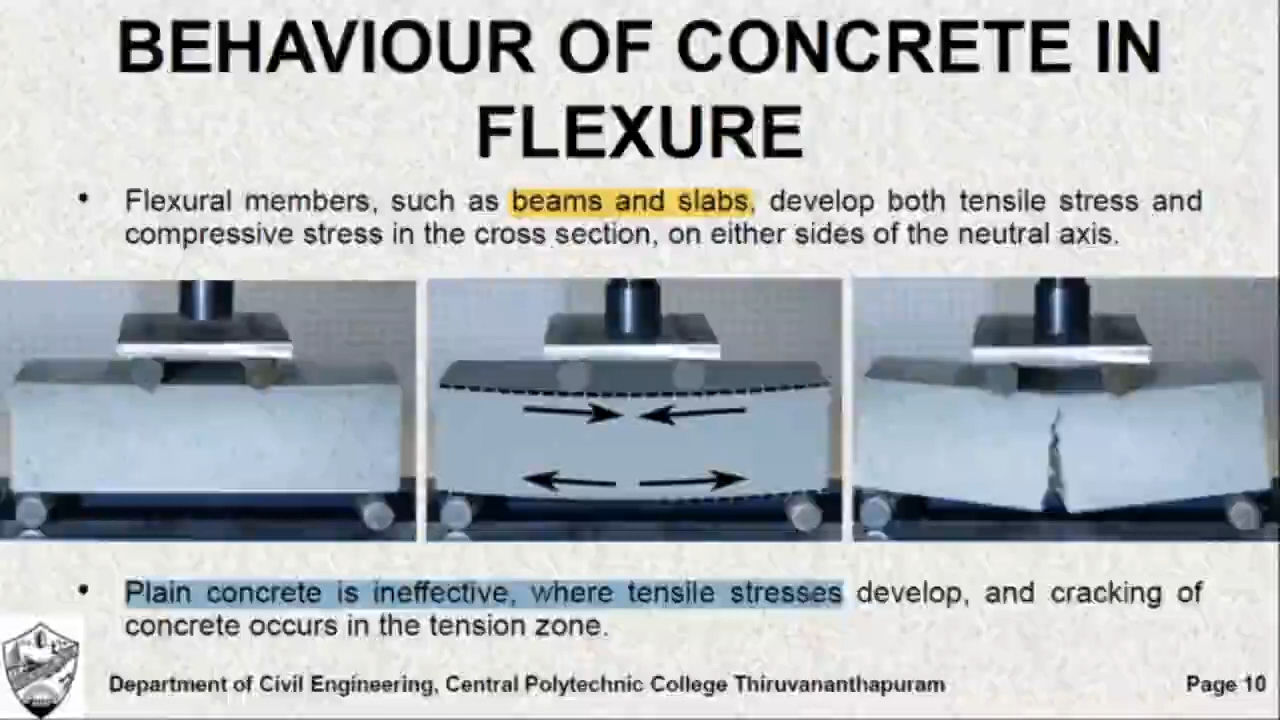 BEHAVIOUR OF CONCRETE IN
FLEXURE
• Flexural members, such as beams and slabs, develop both tensile stress and
compressive stress in the cross section, on either sides of the neutral axis.
• Plain concrete is ineffective, where tensile stresses develop, and cracking of
concrete occurs in the tension zone.
Department of Civil Engineering, Central Polytechnic College Thiruvananthapuram
Page 10